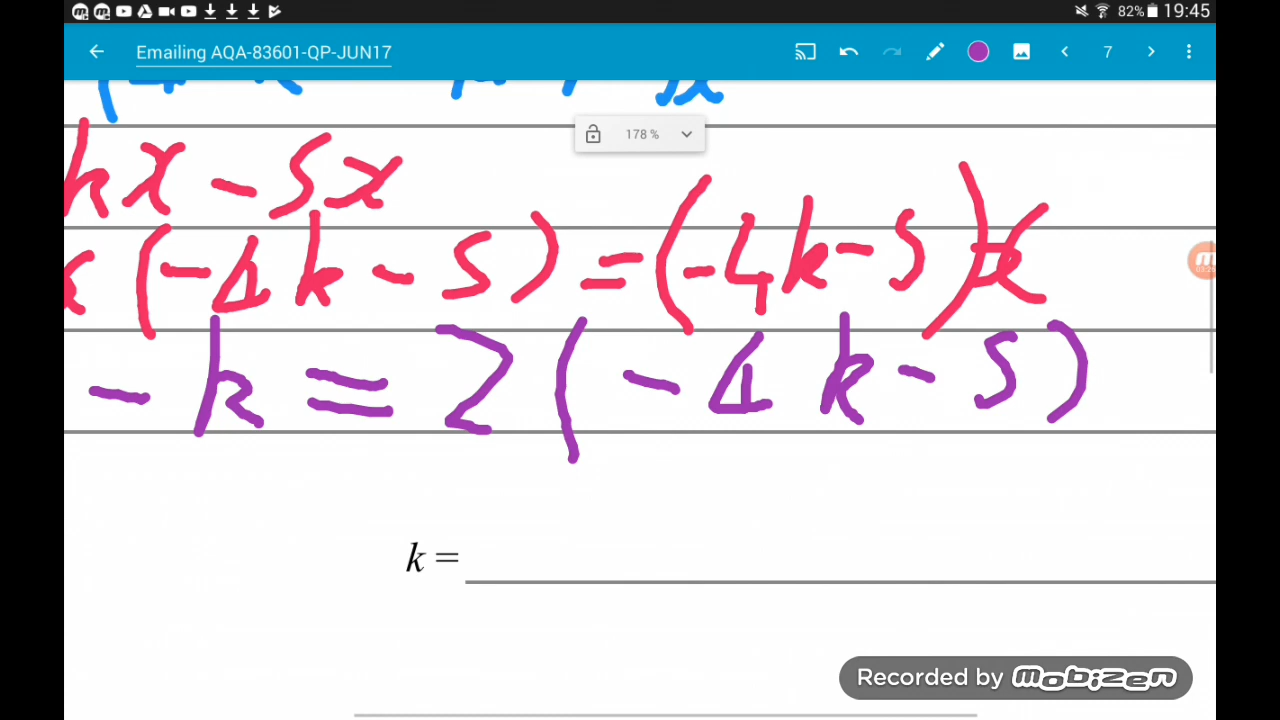 82% 19:45
Emailing AQA-83601-QP-JUN17
7
178 %
kx - 5x
(-4k - 5) = (-4k - 5)x
- k = 2(-4k - 5)
k =
Recorded by mobizen